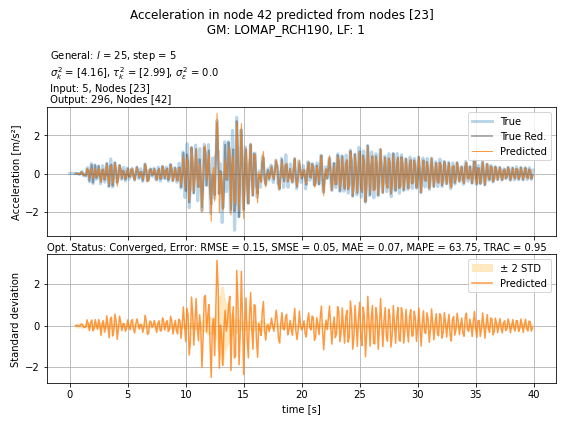 Acceleration in node 42 predicted from nodes [23]
GM: LOMAP_RCH190, LF: 1
General: l = 25, step = 5
σ²ₖ = [4.16], τ²ₖ = [2.99], σ²ε = 0.0
Input: 5, Nodes [23]
Output: 296, Nodes [42]
Acceleration [m/s²]
2
0
−2
True
True Red.
Predicted
Opt. Status: Converged, Error: RMSE = 0.15, SMSE = 0.05, MAE = 0.07, MAPE = 63.75, TRAC = 0.95
Standard deviation
2
0
−2
± 2 STD
Predicted
0 5 10 15 20 25 30 35 40
time [s]